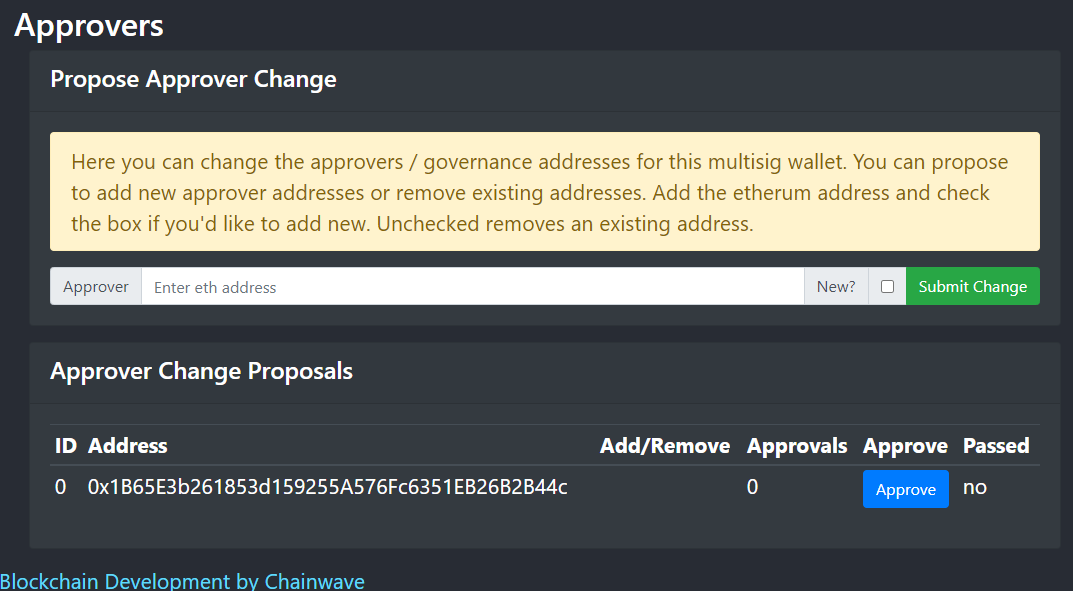 Approvers
Propose Approver Change
Here you can change the approvers / governance addresses for this multisig wallet. You can propose
to add new approver addresses or remove existing addresses. Add the etherum address and check
the box if you'd like to add new. Unchecked removes an existing address.
Approver Enter eth address New? Submit Change
Approver Change Proposals
ID Address Add/Remove Approvals Approve Passed
0 0x1B65E3b261853d159255A576Fc6351EB26B2B44c 0 Approve no
Blockchain Development by Chainwave